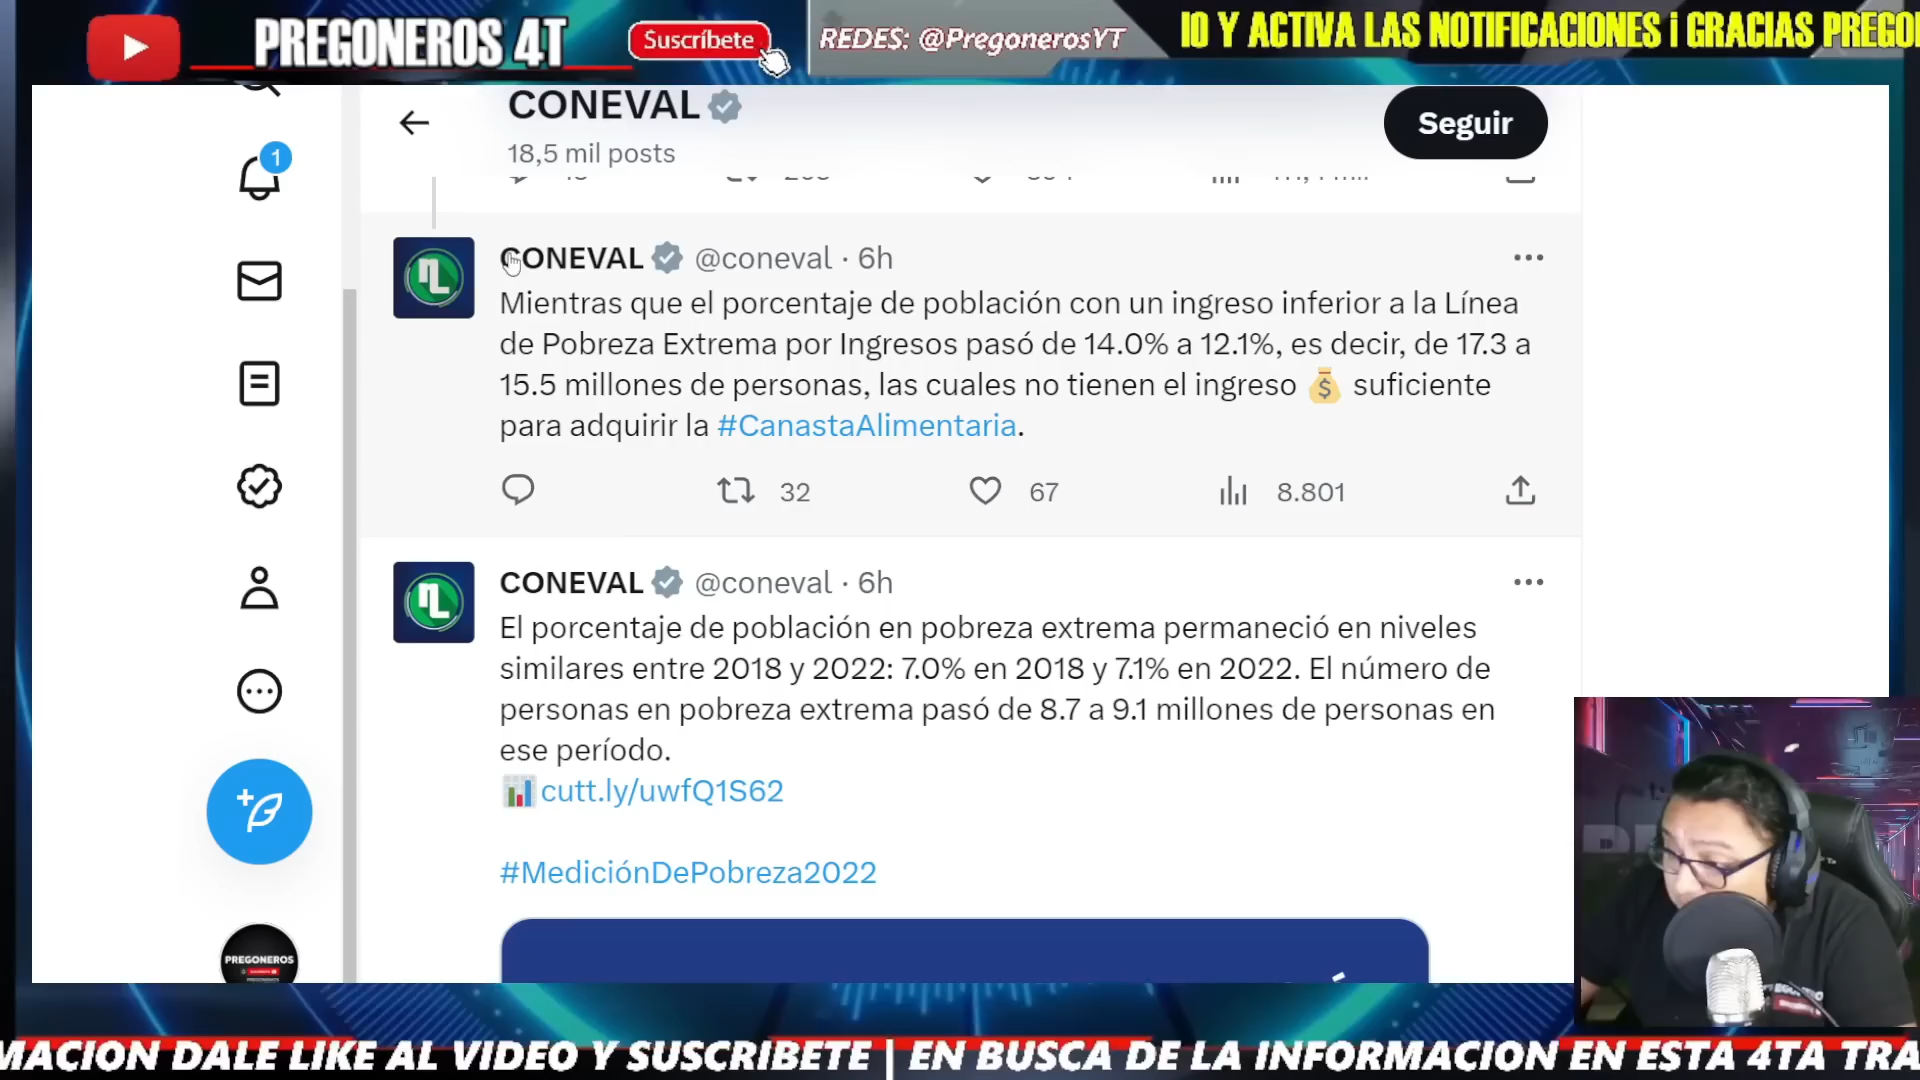 PREGONEROS 4T
Suscríbete
REDES: @PregonerosYT
IO Y ACTIVA LAS NOTIFICACIONES ¡ GRACIAS PREGO
CONEVAL
18,5 mil posts
Seguir
1
CONEVAL @coneval · 6h
Mientras que el porcentaje de población con un ingreso inferior a la Línea
de Pobreza Extrema por Ingresos pasó de 14.0% a 12.1%, es decir, de 17.3 a
15.5 millones de personas, las cuales no tienen el ingreso 💰 suficiente
para adquirir la #CanastaAlimentaria.
32 67 8.801
CONEVAL @coneval · 6h
El porcentaje de población en pobreza extrema permaneció en niveles
similares entre 2018 y 2022: 7.0% en 2018 y 7.1% en 2022. El número de
personas en pobreza extrema pasó de 8.7 a 9.1 millones de personas en
ese período.
📊cutt.ly/uwfQ1S62
#MediciónDePobreza2022
PREGONEROS
MACION DALE LIKE AL VIDEO Y SUSCRIBETE | EN BUSCA DE LA INFORMACION EN ESTA 4TA TRA